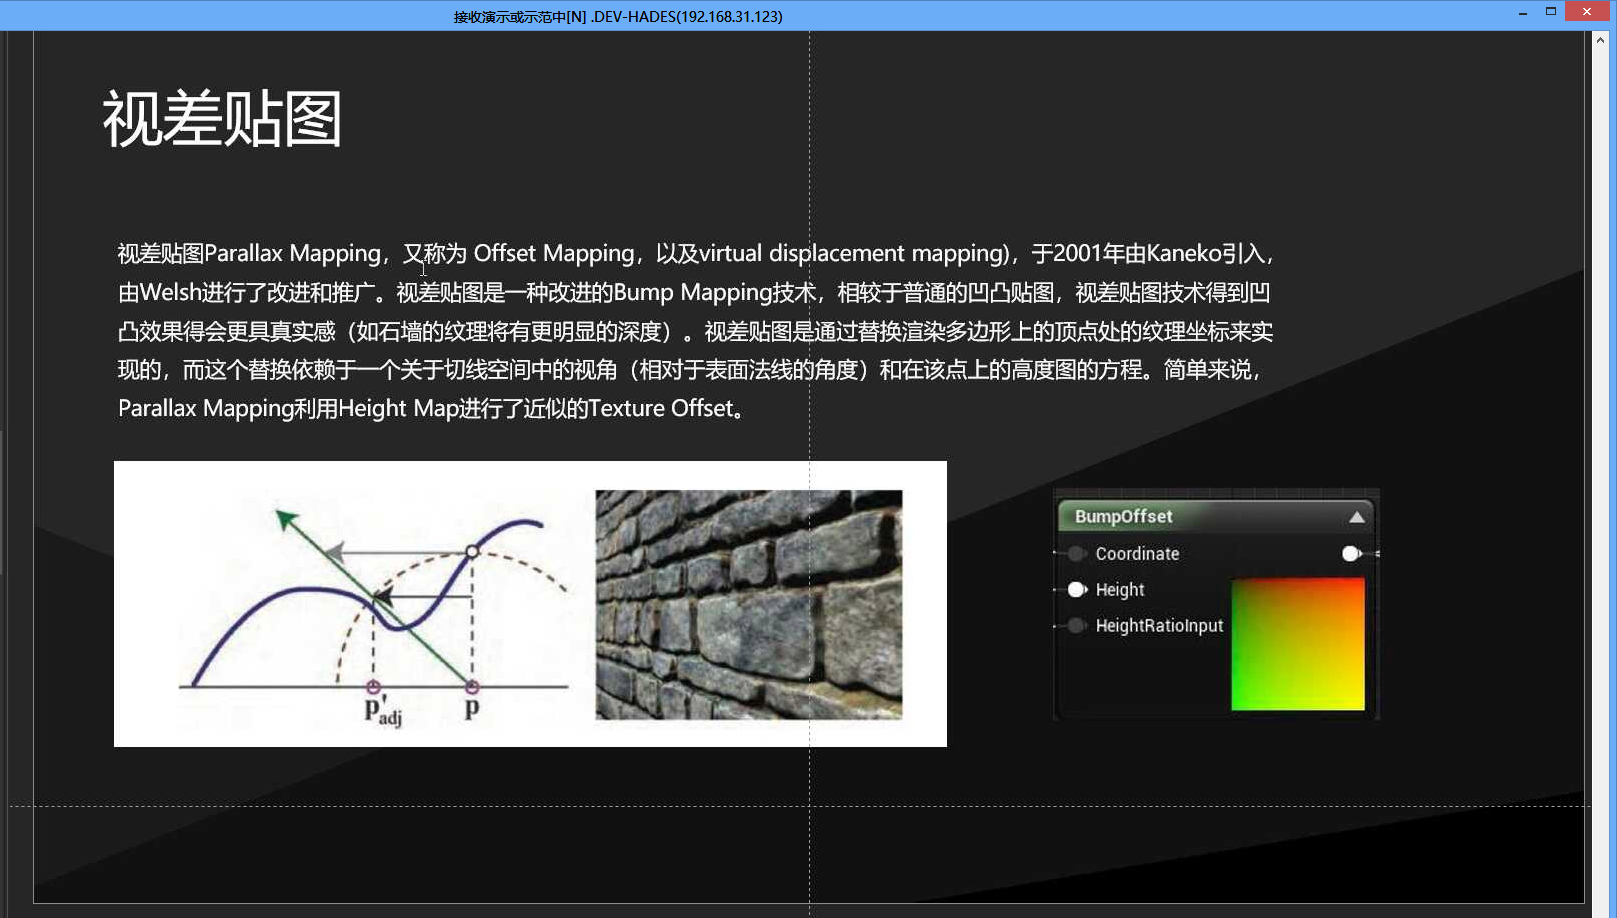 接收演示或示范中[N] .DEV-HADES(192.168.31.123)
视差贴图
视差贴图Parallax Mapping，又称为 Offset Mapping，以及virtual displacement mapping)，于2001年由Kaneko引入，
由Welsh进行了改进和推广。视差贴图是一种改进的Bump Mapping技术，相较于普通的凹凸贴图，视差贴图技术得到凹
凸效果得会更具真实感（如石墙的纹理将有更明显的深度）。视差贴图是通过替换渲染多边形上的顶点处的纹理坐标来实
现的，而这个替换依赖于一个关于切线空间中的视角（相对于表面法线的角度）和在该点上的高度图的方程。简单来说，
Parallax Mapping利用Height Map进行了近似的Texture Offset。
p'adj
p
BumpOffset
Coordinate
Height
HeightRatioInput